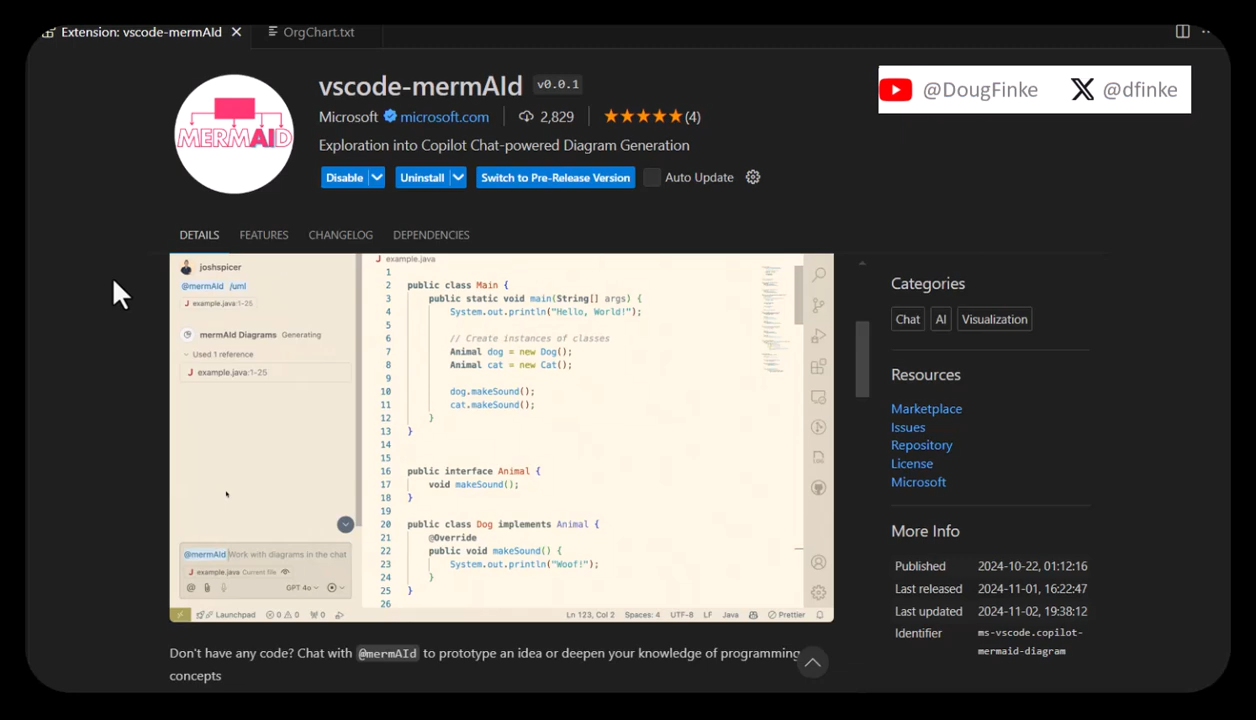 Extension: vscode-mermAId
OrgChart.txt
MERMAID
vscode-mermAId v0.0.1
Microsoft microsoft.com 2,829 (4)
Exploration into Copilot Chat-powered Diagram Generation
Disable Uninstall Switch to Pre-Release Version Auto Update
@DougFinke @dfinke
DETAILS FEATURES CHANGELOG DEPENDENCIES
joshspicer
@mermAId /uml
example.java:1-25
mermAId Diagrams Generating
Used 1 reference
J example.java:1-25
@mermAId Work with diagrams in the chat
J example.java Current file
GPT 4o
J example.java
1
2 public class Main {
3 public static void main(String[] args) {
4 System.out.println("Hello, World!");
5
6 // Create instances of classes
7 Animal dog = new Dog();
8 Animal cat = new Cat();
9
10 dog.makeSound();
11 cat.makeSound();
12 }
13 }
14
15
16 public interface Animal {
17 void makeSound();
18 }
19
20 public class Dog implements Animal {
21 @Override
22 public void makeSound() {
23 System.out.println("Woof!");
24 }
25 }
26
Launchpad 0 0 0 Ln 123, Col 2 Spaces: 4 UTF-8 LF Java Prettier
Don't have any code? Chat with @mermAId to prototype an idea or deepen your knowledge of programming
concepts
Categories
Chat AI Visualization
Resources
Marketplace
Issues
Repository
License
Microsoft
More Info
Published 2024-10-22, 01:12:16
Last released 2024-11-01, 16:22:47
Last updated 2024-11-02, 19:38:12
Identifier ms-vscode.copilot-
mermaid-diagram